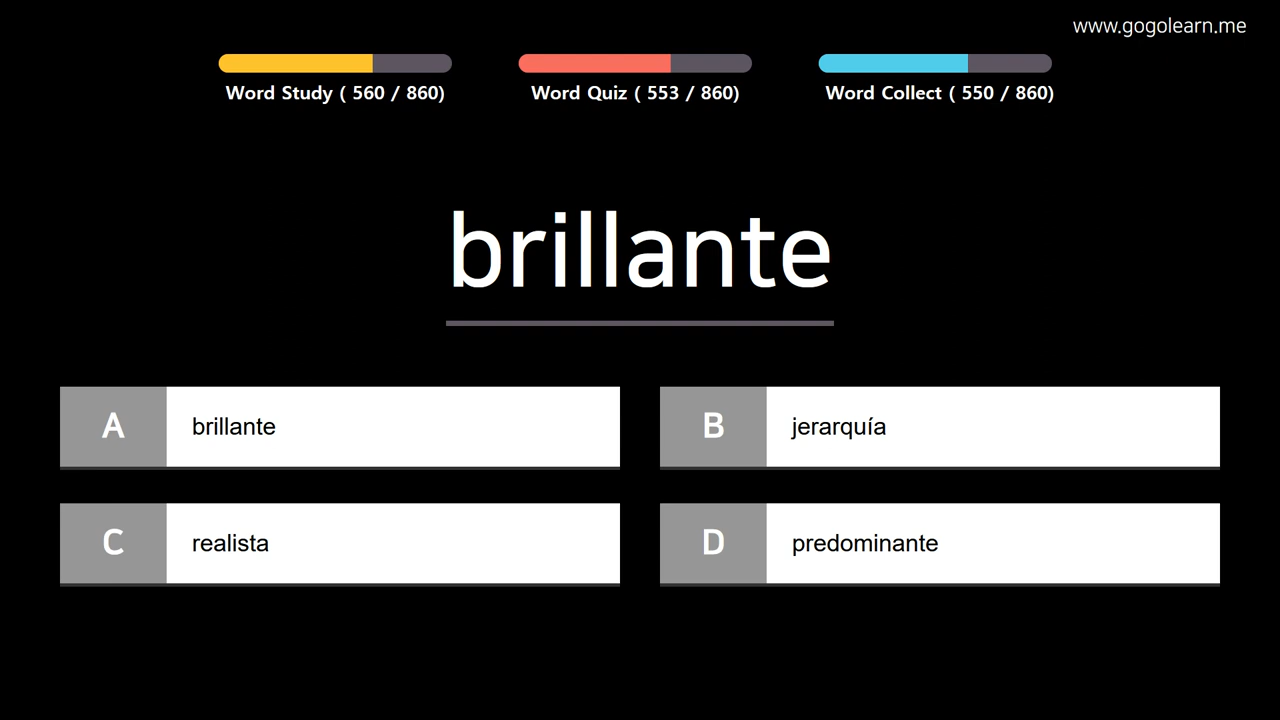 www.gogolearn.me
Word Study ( 560 / 860)
Word Quiz ( 553 / 860)
Word Collect ( 550 / 860)
brillante
A brillante
B jerarquía
C realista
D predominante